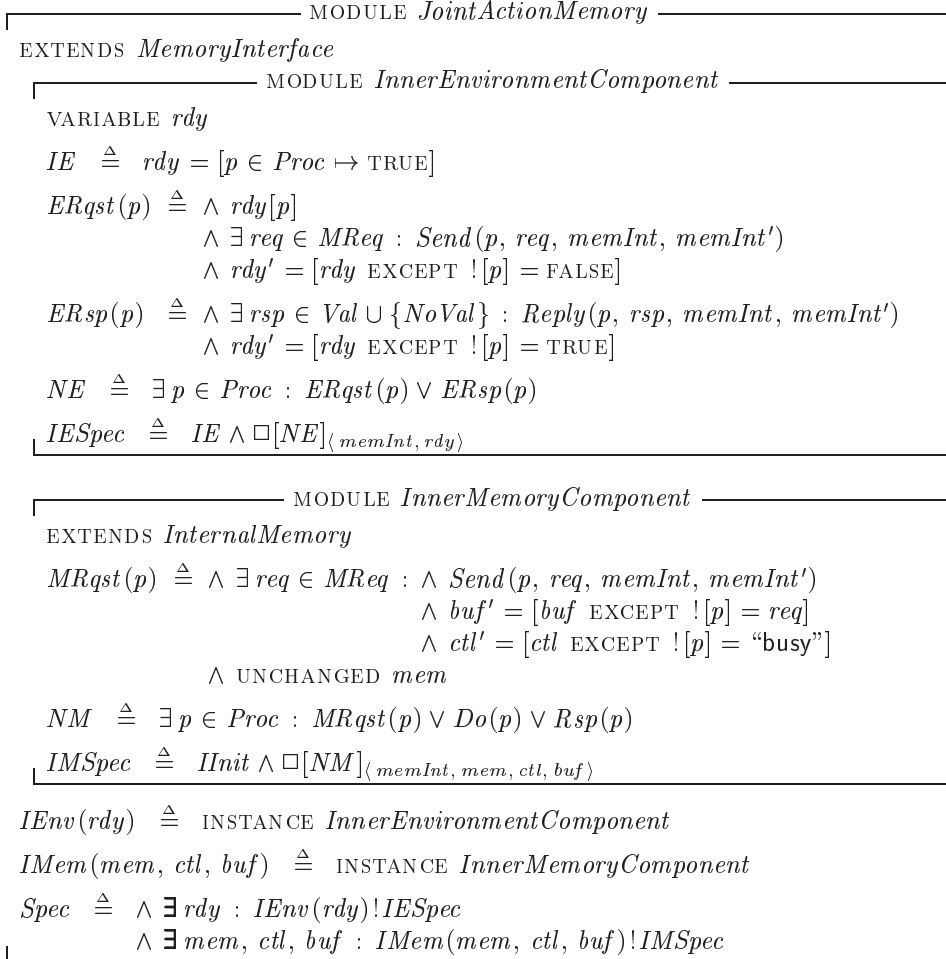 MODULE JointActionMemory
EXTENDS MemoryInterface
MODULE InnerEnvironmentComponent
VARIABLE rdy
IE ≜ rdy = [p ∈ Proc ↦ TRUE]
ERqst(p) ≜ ∧ rdy[p]
∧ ∃ req ∈ MReq : Send(p, req, memInt, memInt′)
∧ rdy′ = [rdy EXCEPT ![p] = FALSE]
ERsp(p) ≜ ∧ ∃ rsp ∈ Val ∪ {NoVal} : Reply(p, rsp, memInt, memInt′)
∧ rdy′ = [rdy EXCEPT ![p] = TRUE]
NE ≜ ∃ p ∈ Proc : ERqst(p) ∨ ERsp(p)
IESpec ≜ IE ∧ □[NE]⟨ memInt, rdy ⟩
MODULE InnerMemoryComponent
EXTENDS InternalMemory
MRqst(p) ≜ ∧ ∃ req ∈ MReq : ∧ Send(p, req, memInt, memInt′)
∧ buf′ = [buf EXCEPT ![p] = req]
∧ ctl′ = [ctl EXCEPT ![p] = “busy”]
∧ UNCHANGED mem
NM ≜ ∃ p ∈ Proc : MRqst(p) ∨ Do(p) ∨ Rsp(p)
IMSpec ≜ IInit ∧ □[NM]⟨ memInt, mem, ctl, buf ⟩
IEnv(rdy) ≜ INSTANCE InnerEnvironmentComponent
IMem(mem, ctl, buf) ≜ INSTANCE InnerMemoryComponent
Spec ≜ ∧ ∃ rdy : IEnv(rdy)!IESpec
∧ ∃ mem, ctl, buf : IMem(mem, ctl, buf)!IMSpec